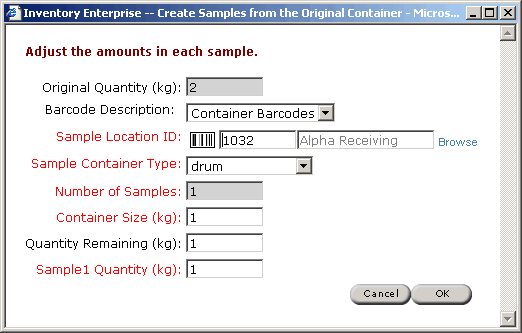 Inventory Enterprise -- Create Samples from the Original Container - Micros...
Adjust the amounts in each sample.
Original Quantity (kg): 2
Barcode Description: Container Barcodes
Sample Location ID: 1032 Alpha Receiving Browse
Sample Container Type: drum
Number of Samples: 1
Container Size (kg): 1
Quantity Remaining (kg): 1
Sample1 Quantity (kg): 1
Cancel OK